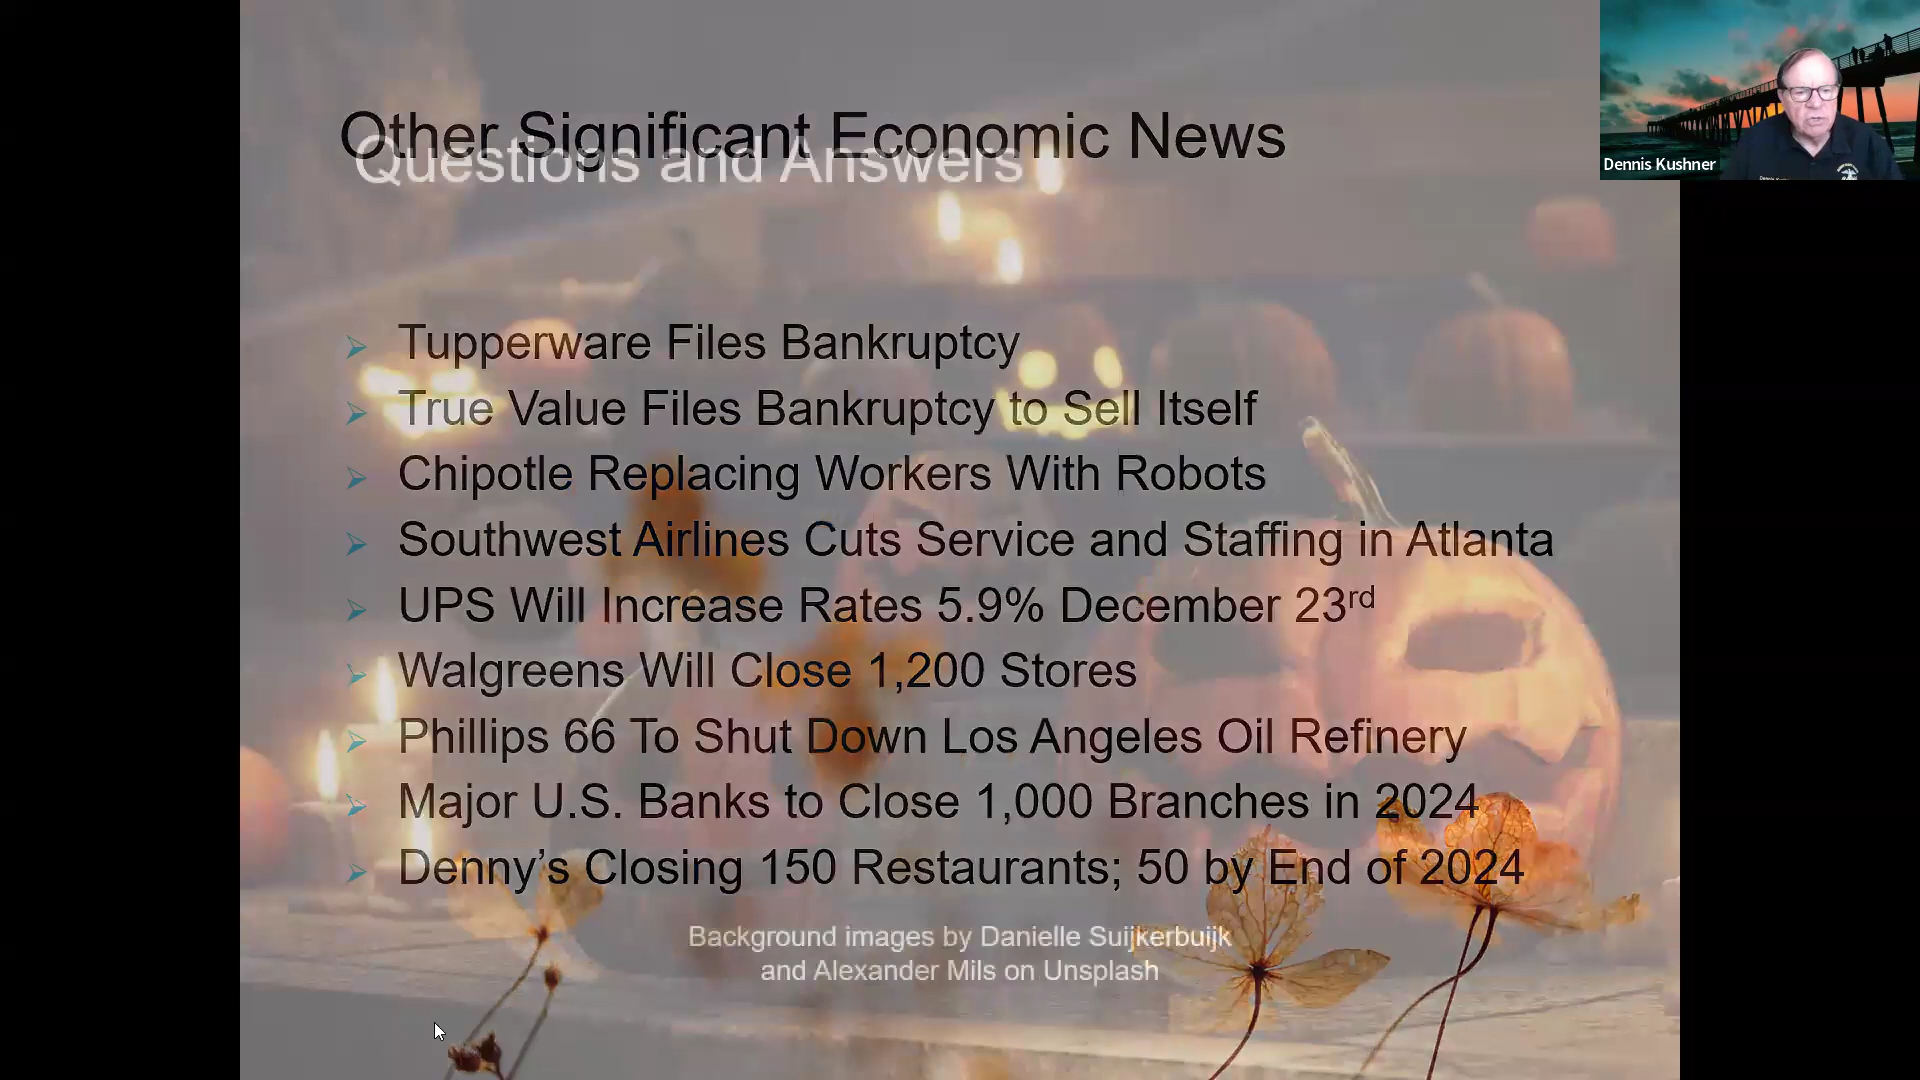 Other Significant Economic News
Questions and Answers
Dennis Kushner
Tupperware Files Bankruptcy
True Value Files Bankruptcy to Sell Itself
Chipotle Replacing Workers With Robots
Southwest Airlines Cuts Service and Staffing in Atlanta
UPS Will Increase Rates 5.9% December 23rd
Walgreens Will Close 1,200 Stores
Phillips 66 To Shut Down Los Angeles Oil Refinery
Major U.S. Banks to Close 1,000 Branches in 2024
Denny’s Closing 150 Restaurants; 50 by End of 2024
Background images by Danielle Suijkerbuijk
and Alexander Mils on Unsplash